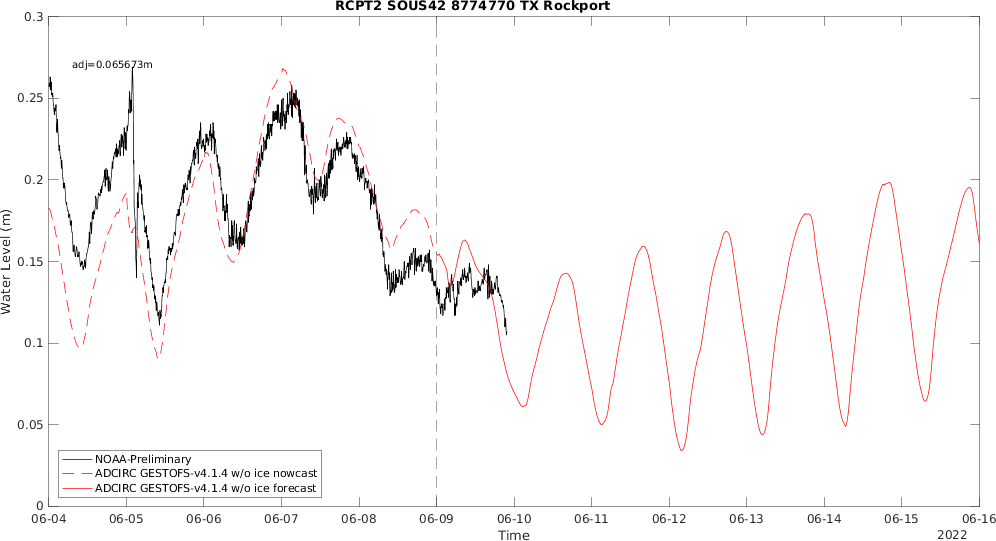 RCPT2 SOUS42 8774770 TX Rockport
0.3
adj=0.065673m
0.25
0.2
0.15
0.1
0.05
0
Water Level (m)
NOAA-Preliminary
ADCIRC GESTOFS-v4.1.4 w/o ice nowcast
ADCIRC GESTOFS-v4.1.4 w/o ice forecast
06-04 06-05 06-06 06-07 06-08 06-09 06-10 06-11 06-12 06-13 06-14 06-15 06-16
Time
2022